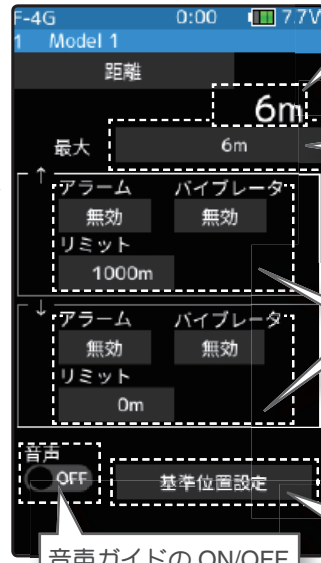 F-4G 0:00 7.7V
1 Model 1
距離
6m
最大 6m
↑
アラーム バイブレータ
無効 無効
リミット
1000m
↓
アラーム バイブレータ
無効 無効
リミット
0m
音声
OFF 基準位置設定
音声ガイドの ON/OFF